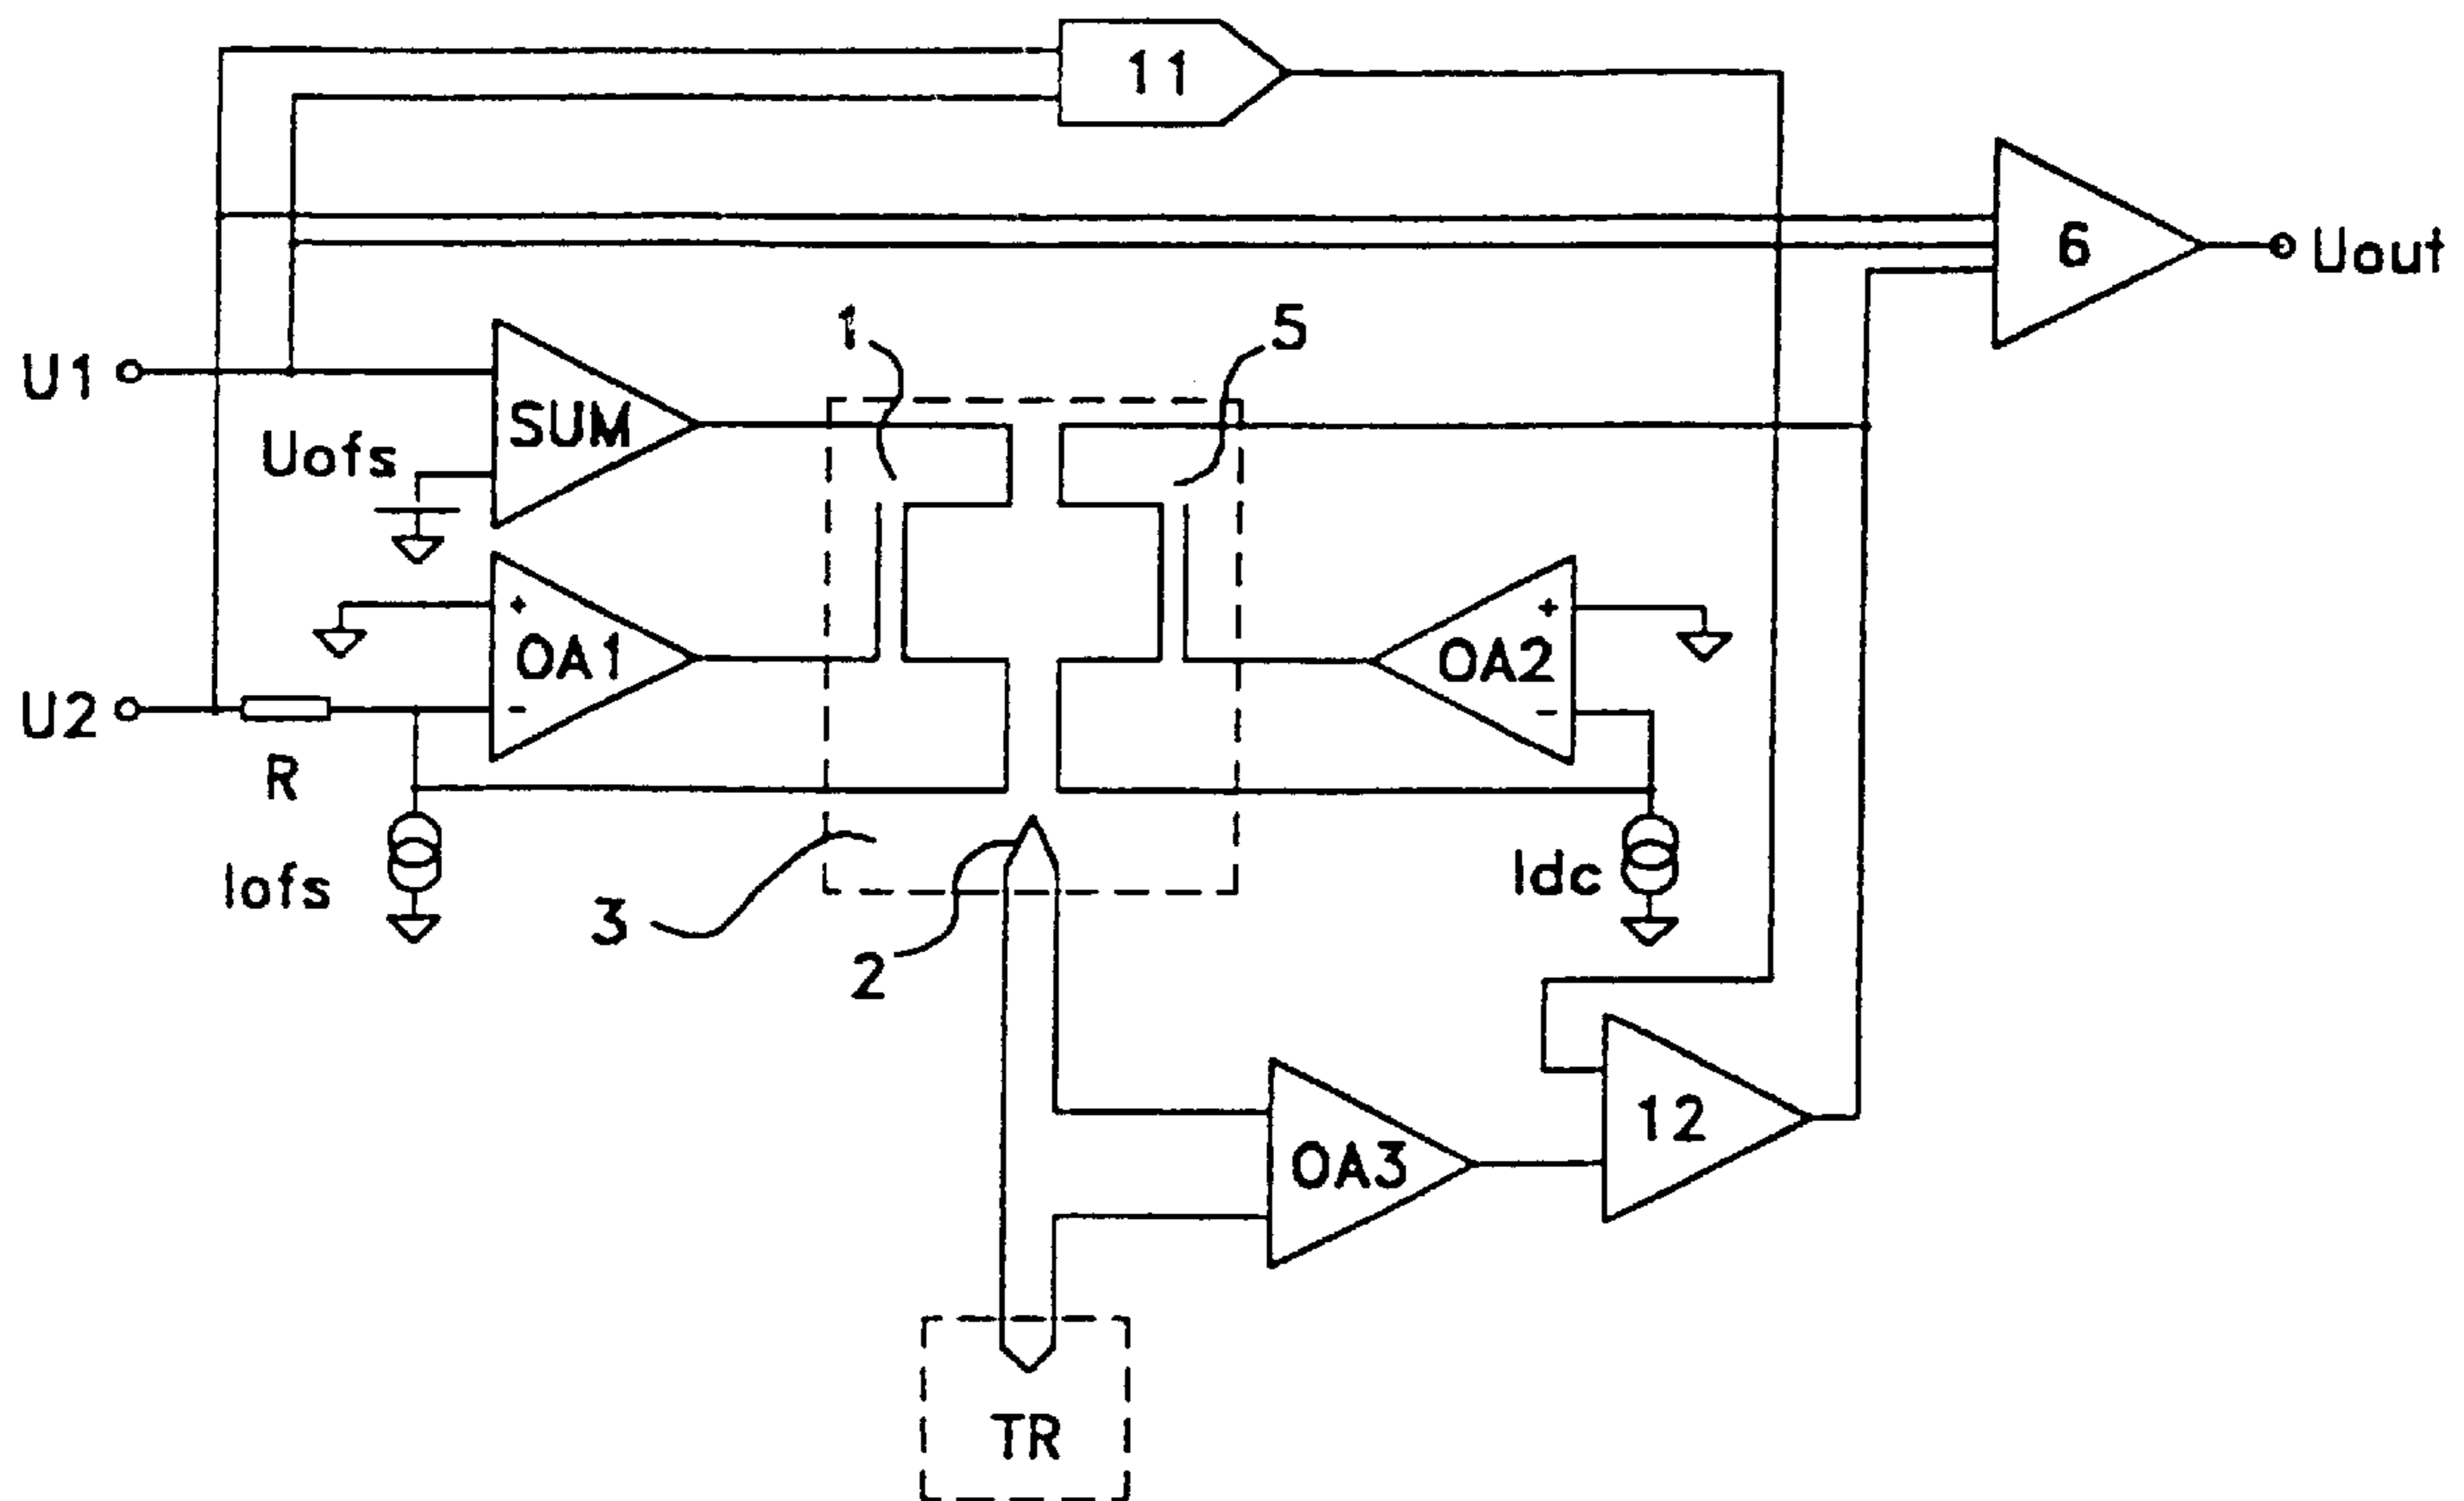 11
6
Uout
1
5
U1
SUM
Uofs
+
OA1
-
+
OA2
-
U2
R
Iofs
Idc
3
2
12
OA3
TR